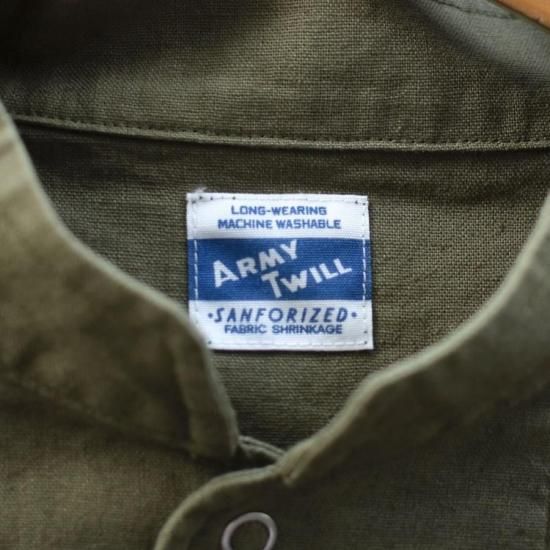 LONG-WEARING
MACHINE WASHABLE
ARMY
TWILL
·SANFORIZED·
FABRIC SHRINKAGE